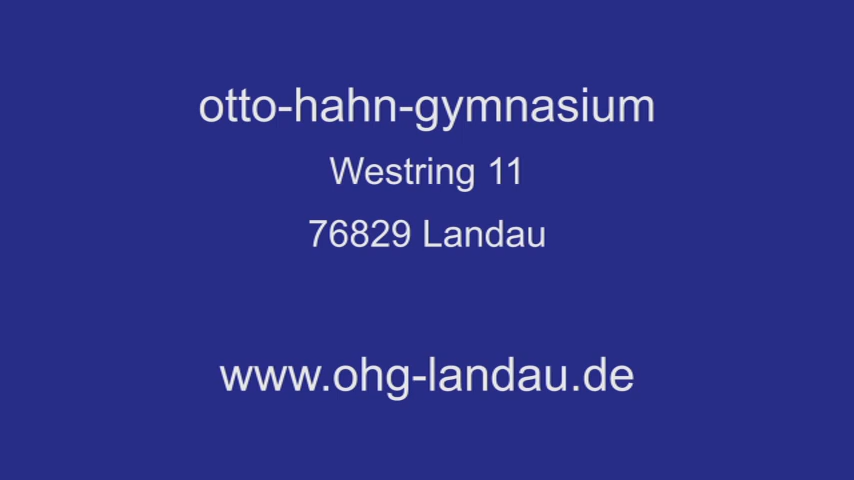 otto-hahn-gymnasium
Westring 11
76829 Landau
www.ohg-landau.de